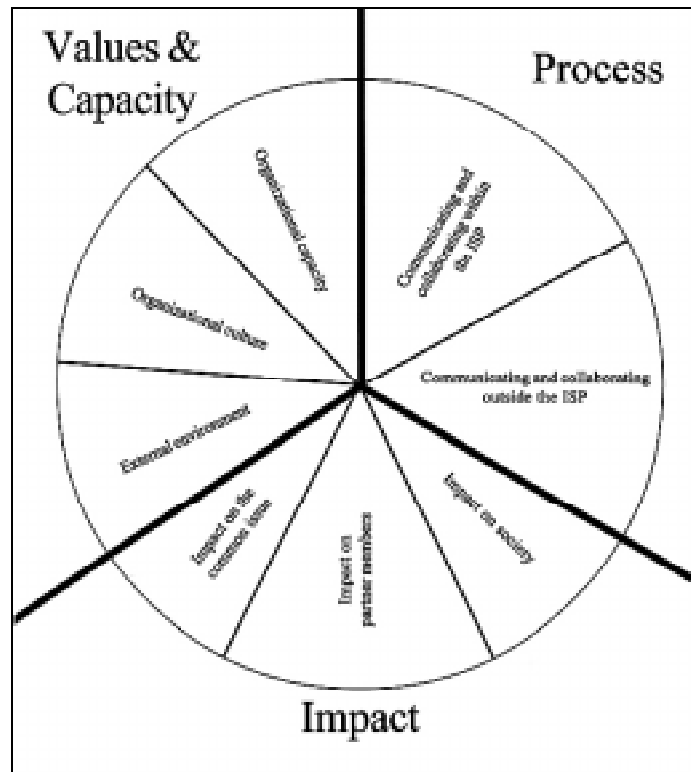 Values &
Capacity
Process
Organizational capacity
Communicating and
collaborating within
the ISP
Organizational culture
Communicating and collaborating
outside the ISP
External environment
Impact on the
common issue
Impact on
partner members
Impact on society
Impact